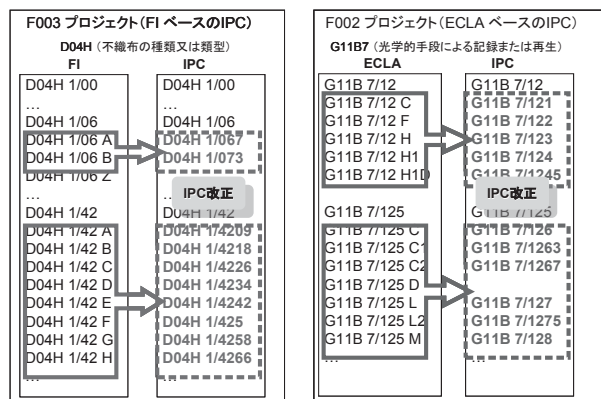 F003 プロジェクト(FI ベースのIPC)
D04H (不織布の種類又は類型)
FI
IPC
D04H 1/00
…
D04H 1/06
D04H 1/06 A
D04H 1/06 B
D04H 1/06 Z
…
D04H 1/42
D04H 1/42 A
D04H 1/42 B
D04H 1/42 C
D04H 1/42 D
D04H 1/42 E
D04H 1/42 F
D04H 1/42 G
D04H 1/42 H
…
D04H 1/00
…
D04H 1/06
D04H 1/067
D04H 1/073
IPC改正
…
D04H 1/42
D04H 1/4209
D04H 1/4218
D04H 1/4226
D04H 1/4234
D04H 1/4242
D04H 1/425
D04H 1/4258
D04H 1/4266
…
F002 プロジェクト(ECLA ベースのIPC)
G11B7 (光学的手段による記録または再生)
ECLA
IPC
G11B 7/12
G11B 7/12 C
G11B 7/12 F
G11B 7/12 H
G11B 7/12 H1
G11B 7/12 H1D
G11B 7/125
G11B 7/125 C
G11B 7/125 C1
G11B 7/125 C2
G11B 7/125 D
G11B 7/125 L
G11B 7/125 L2
G11B 7/125 M
…
G11B 7/12
G11B 7/121
G11B 7/122
G11B 7/123
G11B 7/124
G11B 7/1245
IPC改正
G11B 7/125
G11B 7/126
G11B 7/1263
G11B 7/1267
G11B 7/127
G11B 7/1275
G11B 7/128
…